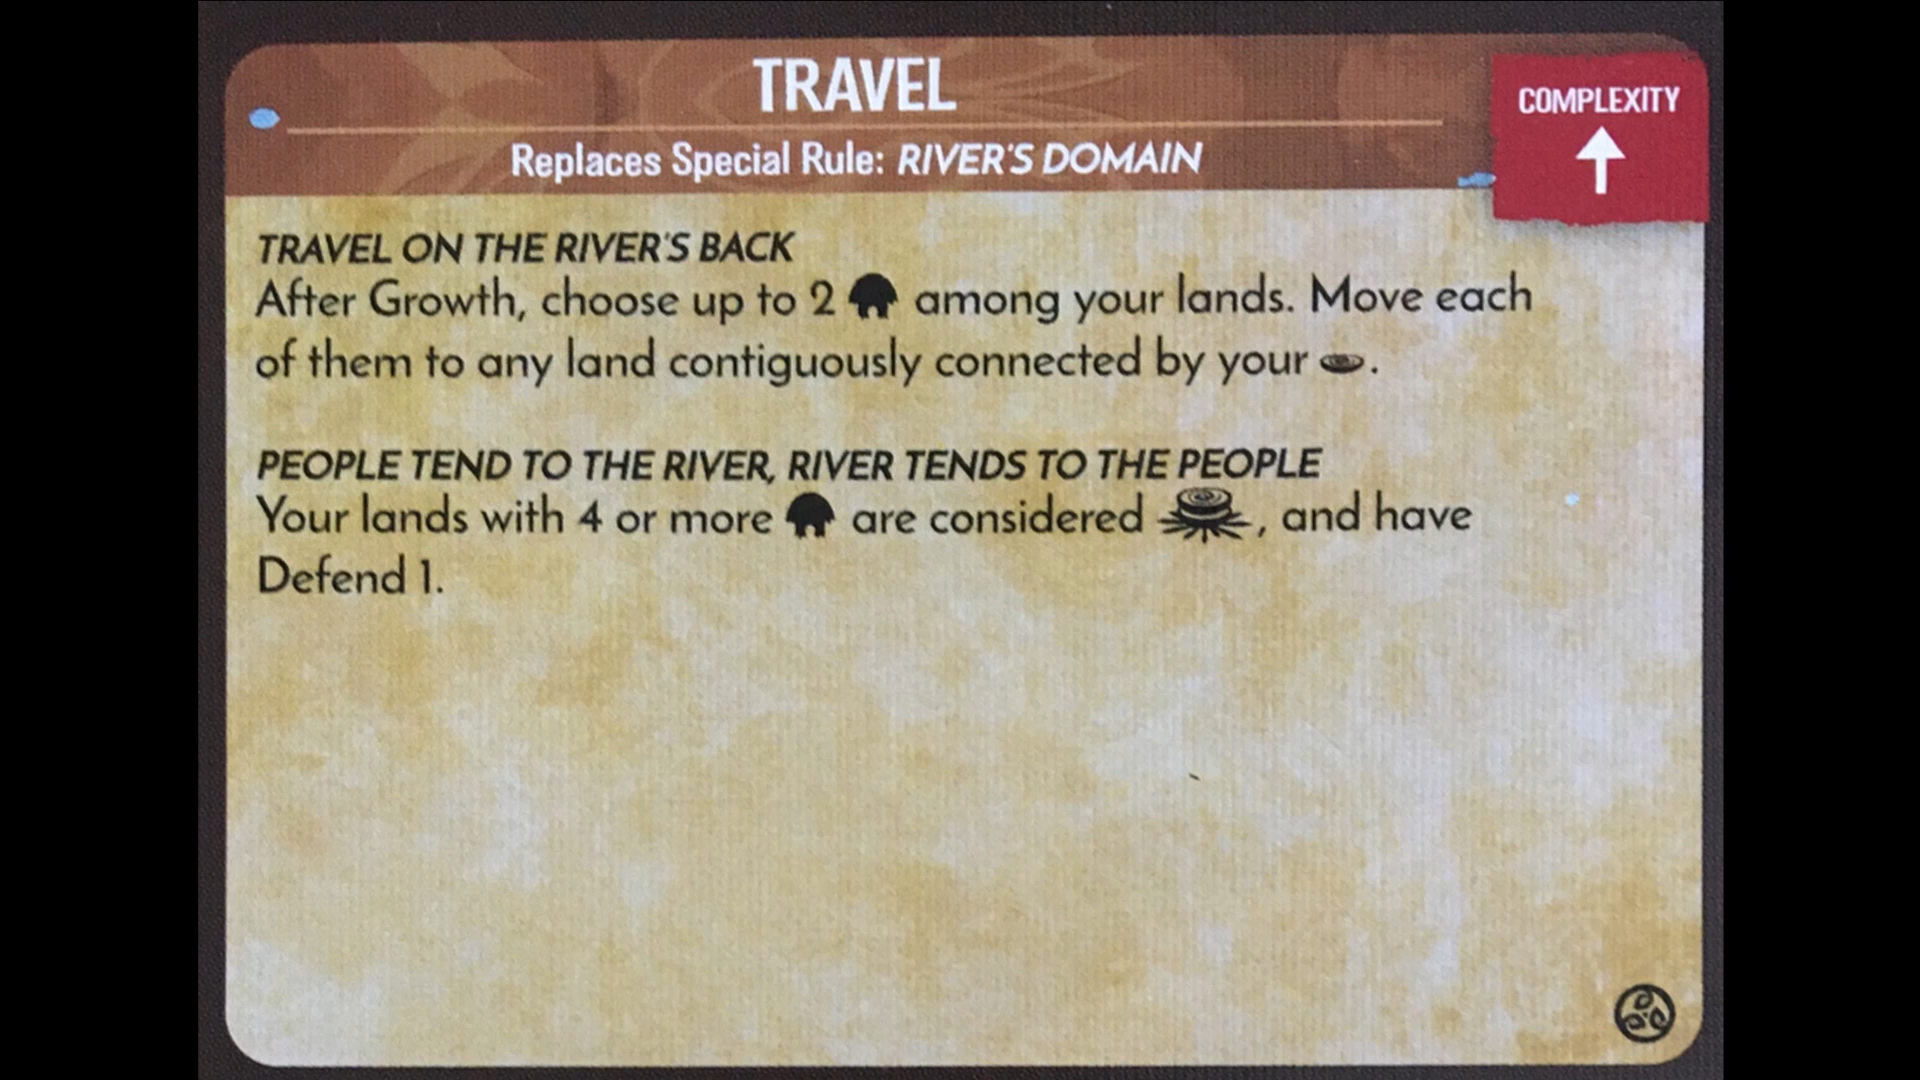 TRAVEL
Replaces Special Rule: RIVER'S DOMAIN
COMPLEXITY
TRAVEL ON THE RIVER'S BACK
After Growth, choose up to 2 among your lands. Move each
of them to any land contiguously connected by your .
PEOPLE TEND TO THE RIVER, RIVER TENDS TO THE PEOPLE
Your lands with 4 or more are considered , and have
Defend 1.